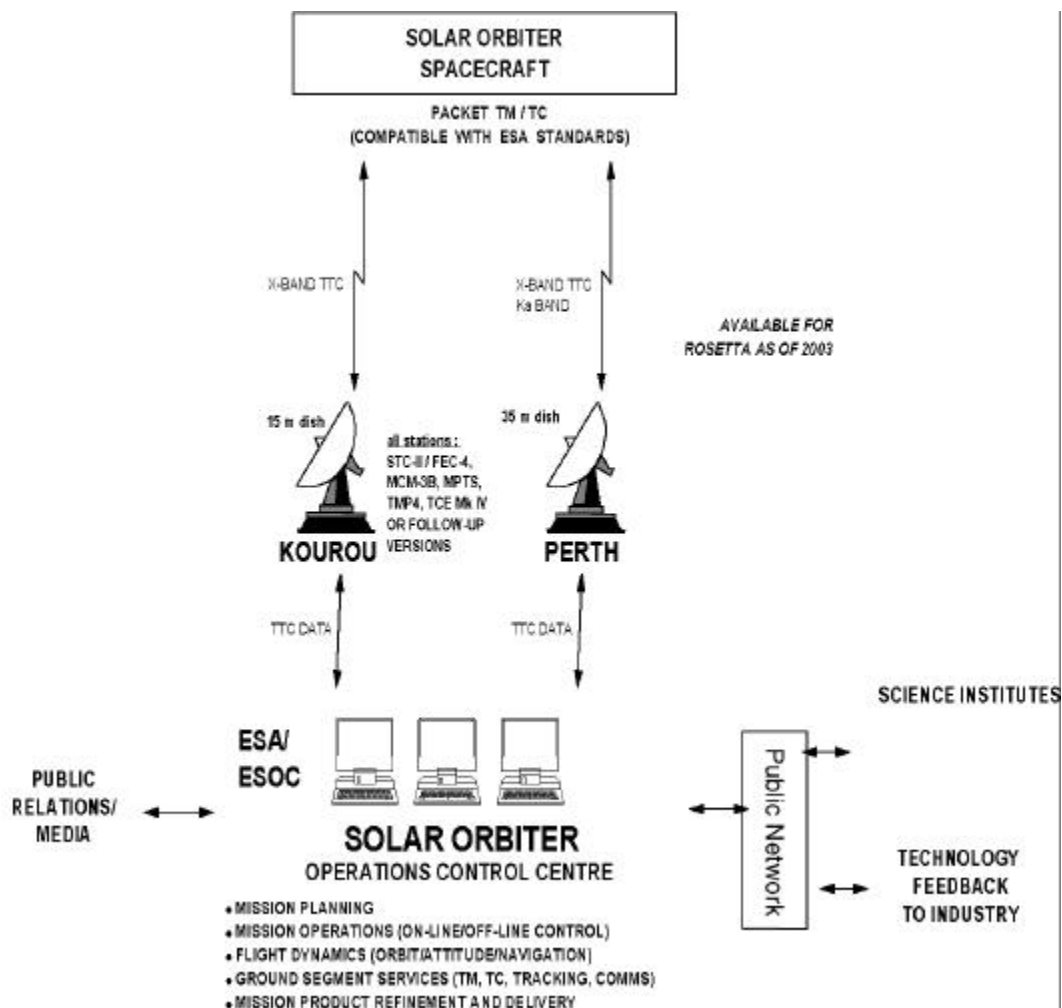 SOLAR ORBITER
SPACECRAFT
PACKET TM / TC
(COMPATIBLE WITH ESA STANDARDS)
X-BAND TTC
X-BAND TTC
Ka BAND
AVAILABLE FOR
ROSETTA AS OF 2003
15 m dish
35 m dish
all stations :
STC-II / FEC-4,
MCM-3B, MPTS,
TMP4, TCE Mk IV
OR FOLLOW-UP
VERSIONS
KOUROU
PERTH
TTC DATA
TTC DATA
SCIENCE INSTITUTES
ESA/
ESOC
Public Network
PUBLIC
RELATIONS/
MEDIA
SOLAR ORBITER
OPERATIONS CONTROL CENTRE
TECHNOLOGY
FEEDBACK
TO INDUSTRY
• MISSION PLANNING
• MISSION OPERATIONS (ON-LINE/OFF-LINE CONTROL)
• FLIGHT DYNAMICS (ORBIT/ATTITUDE/NAVIGATION)
• GROUND SEGMENT SERVICES (TM, TC, TRACKING, COMMS)
• MISSION PRODUCT REFINEMENT AND DELIVERY